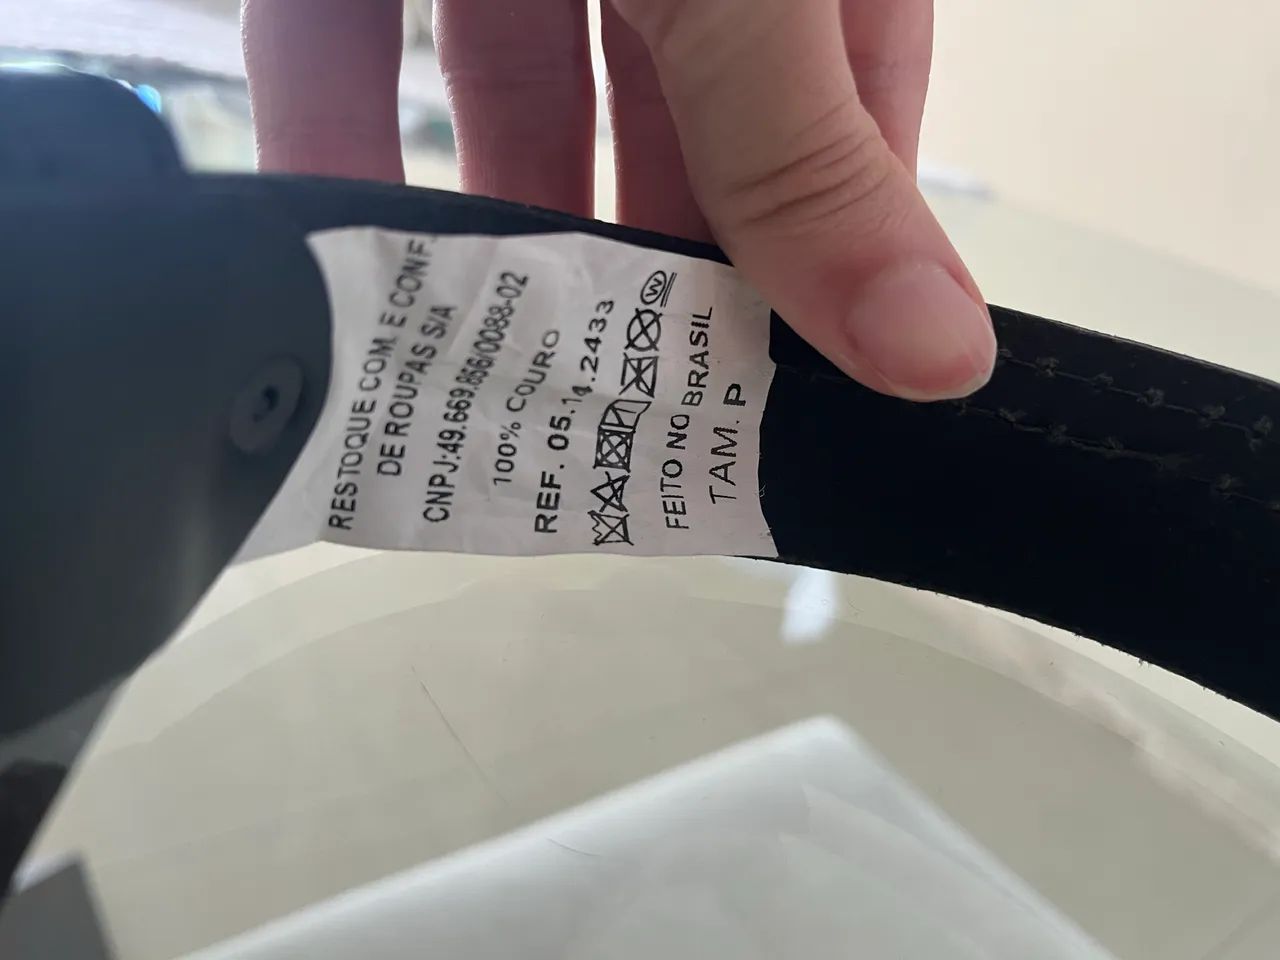 RESTOQUE COM. E CONF.
DE ROUPAS S/A
CNPJ:49.669.856/0088-02
100% COURO
REF. 05.14.2433
W
FEITO NO BRASIL
TAM. P